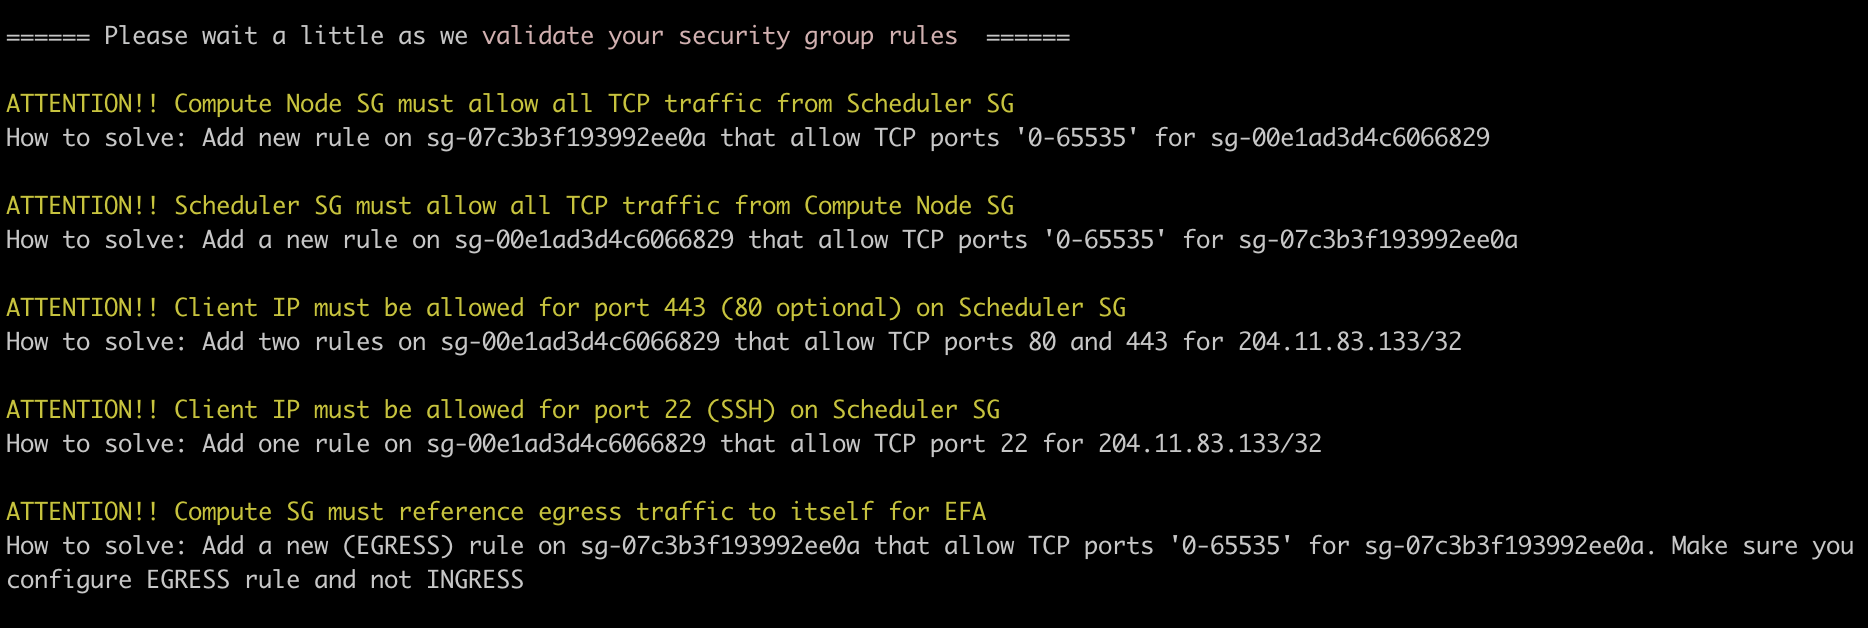 ====== Please wait a little as we validate your security group rules  ======
ATTENTION!! Compute Node SG must allow all TCP traffic from Scheduler SG
How to solve: Add new rule on sg-07c3b3f193992ee0a that allow TCP ports '0-65535' for sg-00e1ad3d4c6066829
ATTENTION!! Scheduler SG must allow all TCP traffic from Compute Node SG
How to solve: Add a new rule on sg-00e1ad3d4c6066829 that allow TCP ports '0-65535' for sg-07c3b3f193992ee0a
ATTENTION!! Client IP must be allowed for port 443 (80 optional) on Scheduler SG
How to solve: Add two rules on sg-00e1ad3d4c6066829 that allow TCP ports 80 and 443 for 204.11.83.133/32
ATTENTION!! Client IP must be allowed for port 22 (SSH) on Scheduler SG
How to solve: Add one rule on sg-00e1ad3d4c6066829 that allow TCP port 22 for 204.11.83.133/32
ATTENTION!! Compute SG must reference egress traffic to itself for EFA
How to solve: Add a new (EGRESS) rule on sg-07c3b3f193992ee0a that allow TCP ports '0-65535' for sg-07c3b3f193992ee0a. Make sure you
configure EGRESS rule and not INGRESS